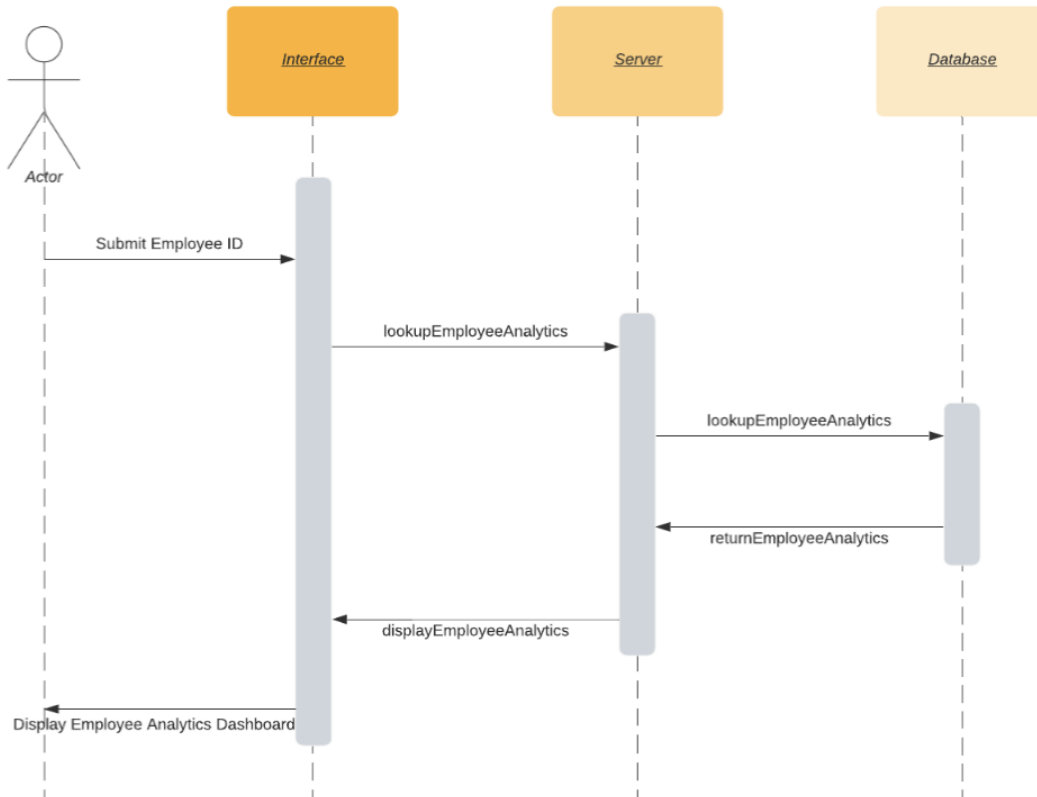 Interface
Server
Database
Actor
Submit Employee ID
lookupEmployeeAnalytics
lookupEmployeeAnalytics
returnEmployeeAnalytics
displayEmployeeAnalytics
Display Employee Analytics Dashboard